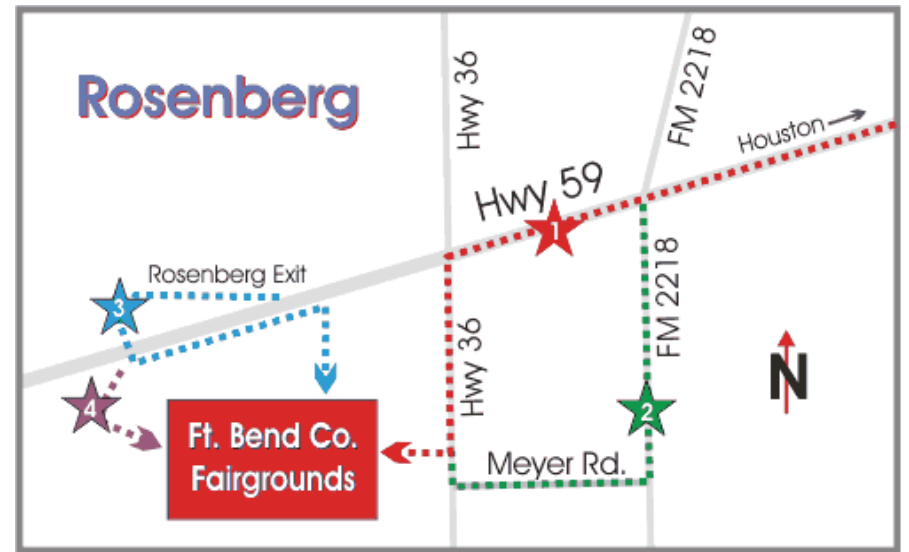 Rosenberg
Hwy 36
FM 2218
Houston
Hwy 59
1
Rosenberg Exit
3
Hwy 36
FM 2218
N
4
2
Ft. Bend Co.
Fairgrounds
Meyer Rd.